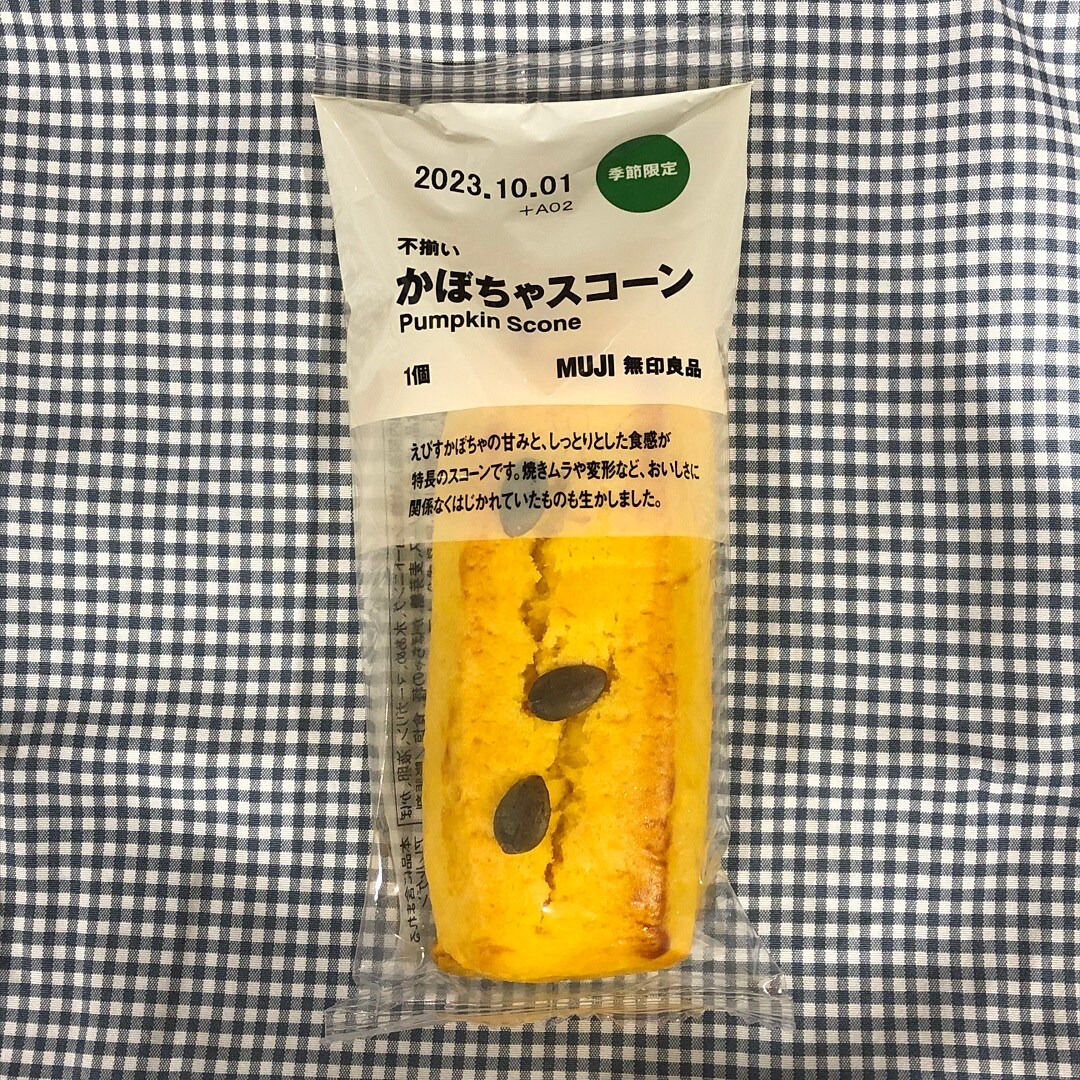 2023.10.01
+A02
季節限定
不揃い
かぼちゃスコーン
Pumpkin Scone
1個
MUJI 無印良品
えびすかぼちゃの甘みと、しっとりとした食感が
特長のスコーンです。焼きムラや変形など、おいしさに
関係なくはじかれていたものも生かしました。